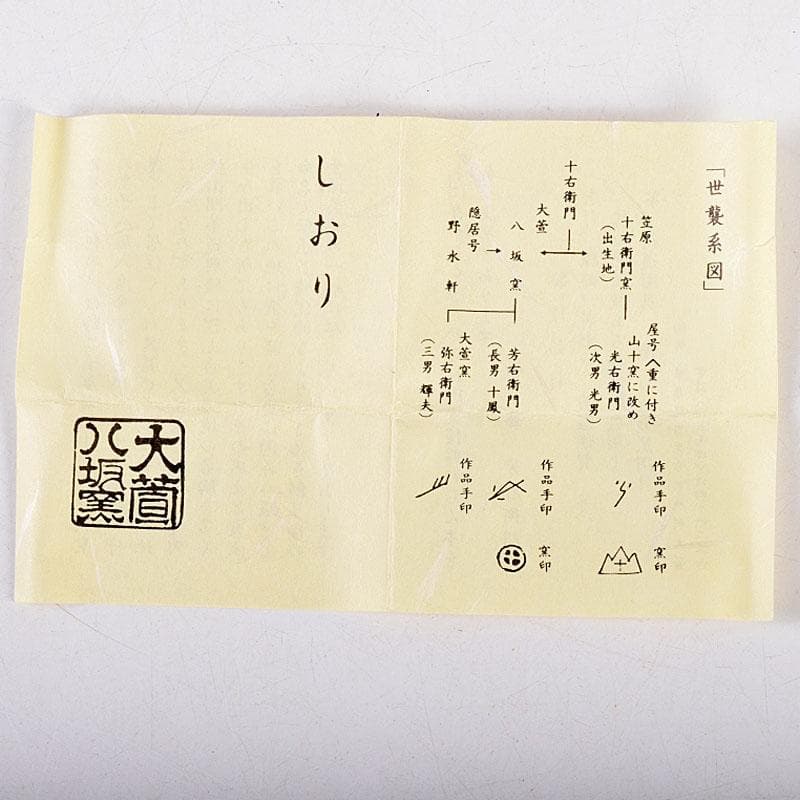 「世襲系図」
十右衛門
笠原
十右衛門窯
(出生地)
大萱
八坂窯
隠居号
野水軒
屋号へ重に付き
山十窯に改め
光右衛門
(次男 光男)
芳右衛門
(長男 十鳳)
大萱窯
弥右衛門
(三男 輝夫)
作品手印
窯印
作品手印
窯印
作品手印
しおり
大萱
八坂窯